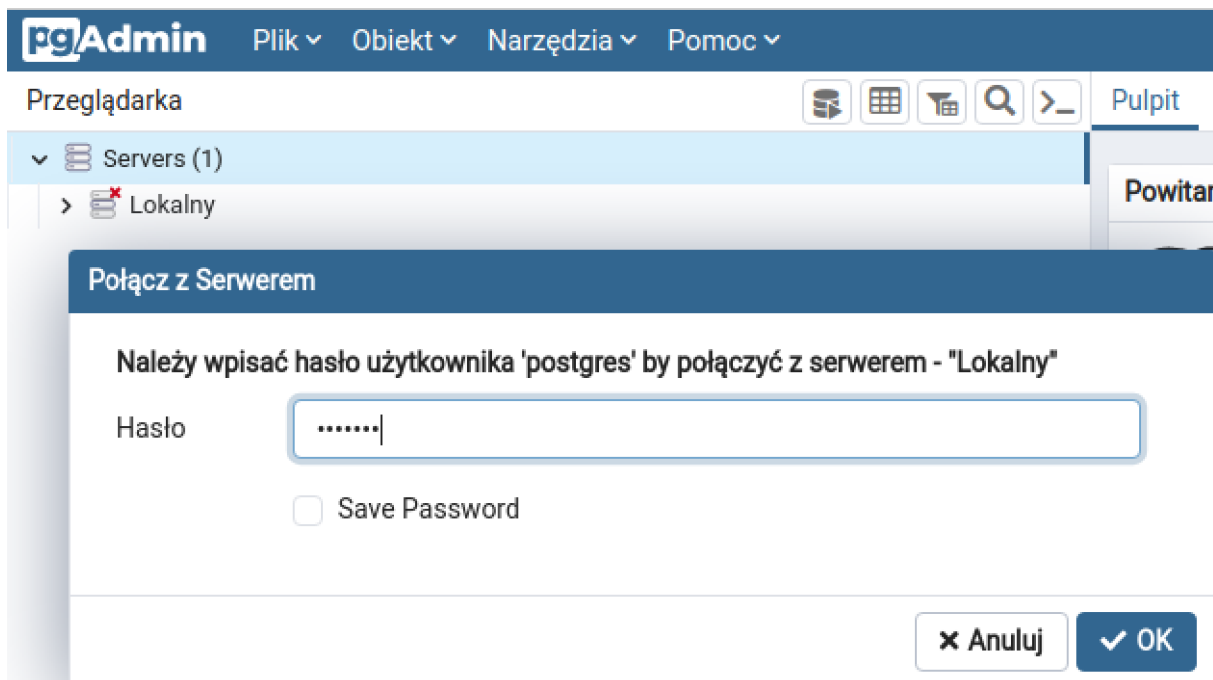 pgAdmin Plik Obiekt Narzędzia Pomoc
Przeglądarka Pulpit
Servers (1)
Lokalny
Połącz z Serwerem
Należy wpisać hasło użytkownika 'postgres' by połączyć z serwerem - "Lokalny"
Hasło •••••••
Save Password
Anuluj OK